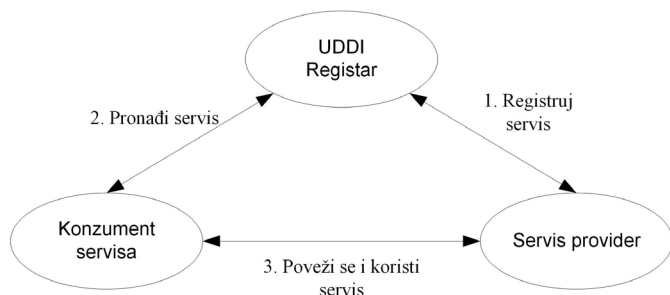 UDDI
Registar
1. Registruj
servis
2. Pronađi servis
Konzument
servisa
Servis provider
3. Poveži se i koristi
servis